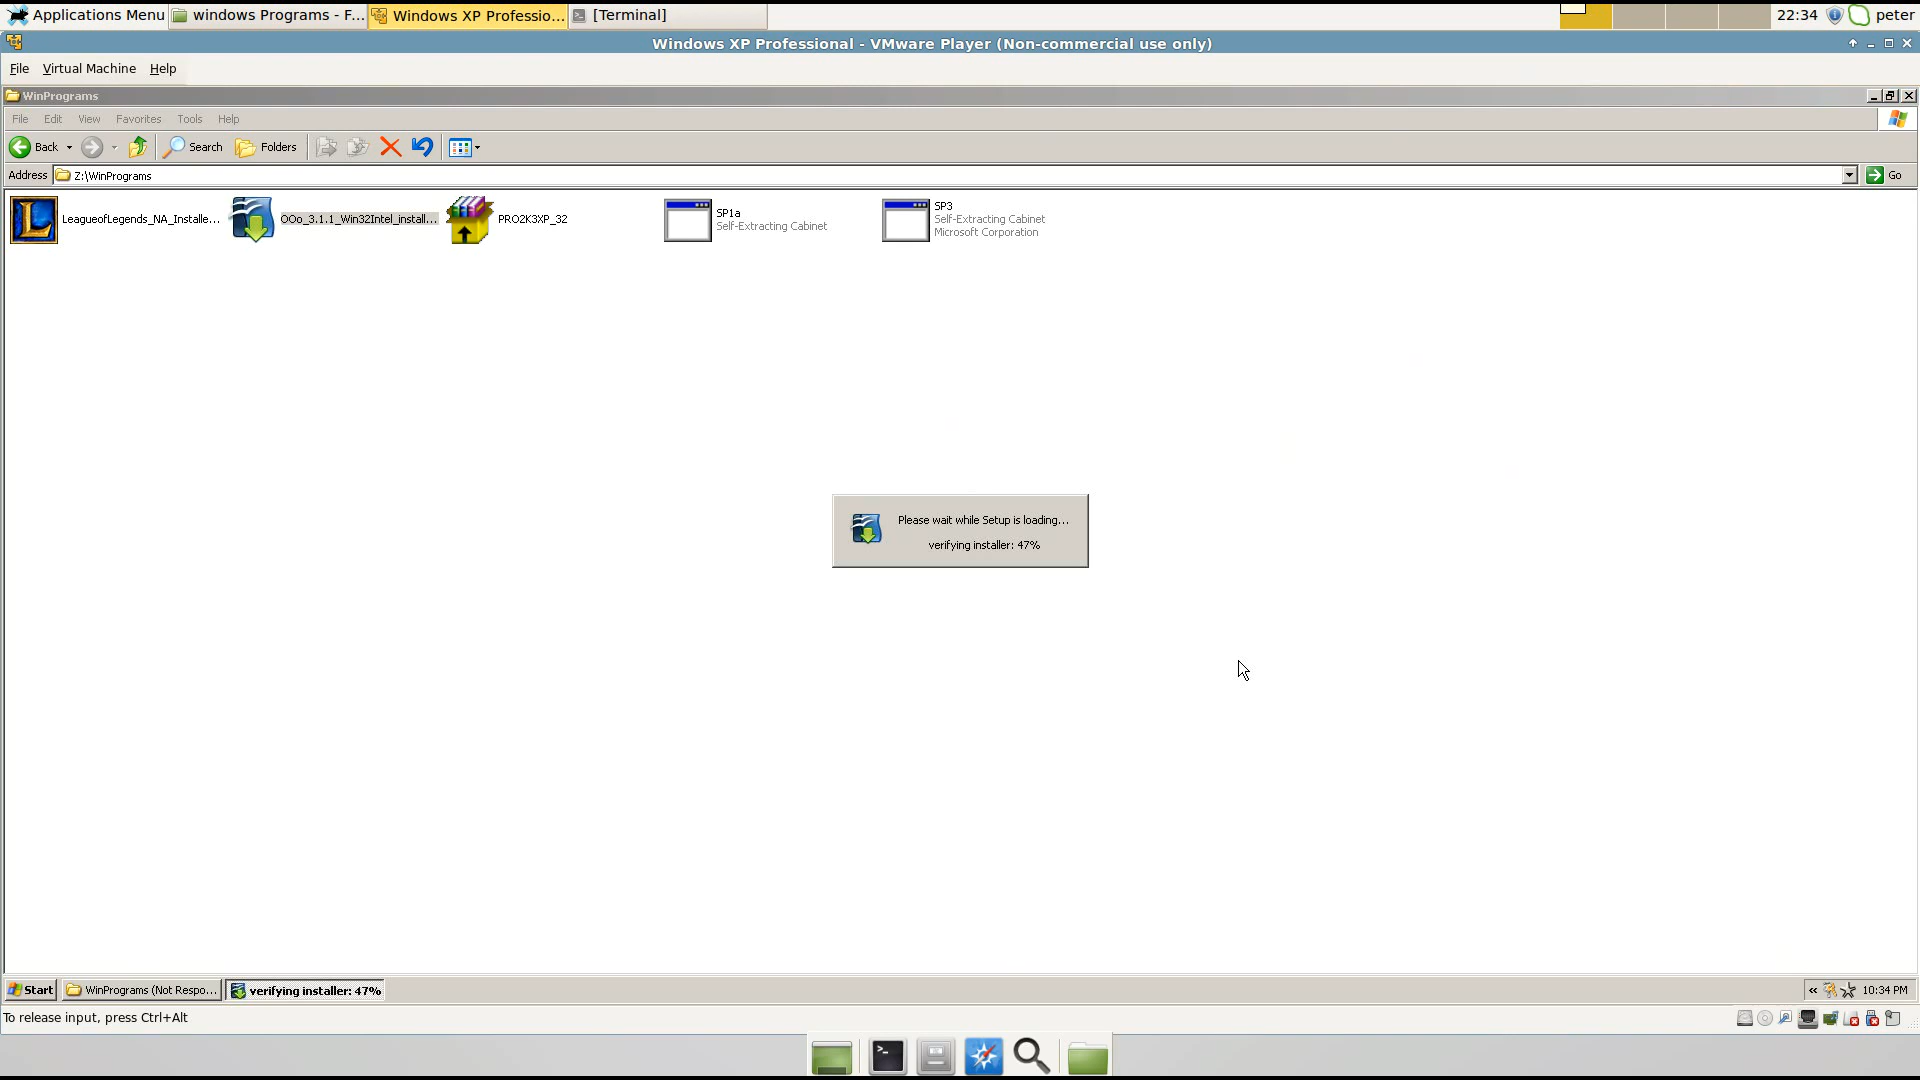 Applications Menu windows Programs - F... Windows XP Professio... [Terminal] 22:34 peter
Windows XP Professional - VMware Player (Non-commercial use only)
File Virtual Machine Help
WinPrograms
File Edit View Favorites Tools Help
Back Search Folders
Address Z:\WinPrograms Go
LeagueofLegends_NA_Installe...
OOo_3.1.1_Win32Intel_install...
PRO2K3XP_32
SP1a
Self-Extracting Cabinet
SP3
Self-Extracting Cabinet
Microsoft Corporation
Please wait while Setup is loading...
verifying installer: 47%
Start WinPrograms (Not Respo... verifying installer: 47% « 10:34 PM
To release input, press Ctrl+Alt